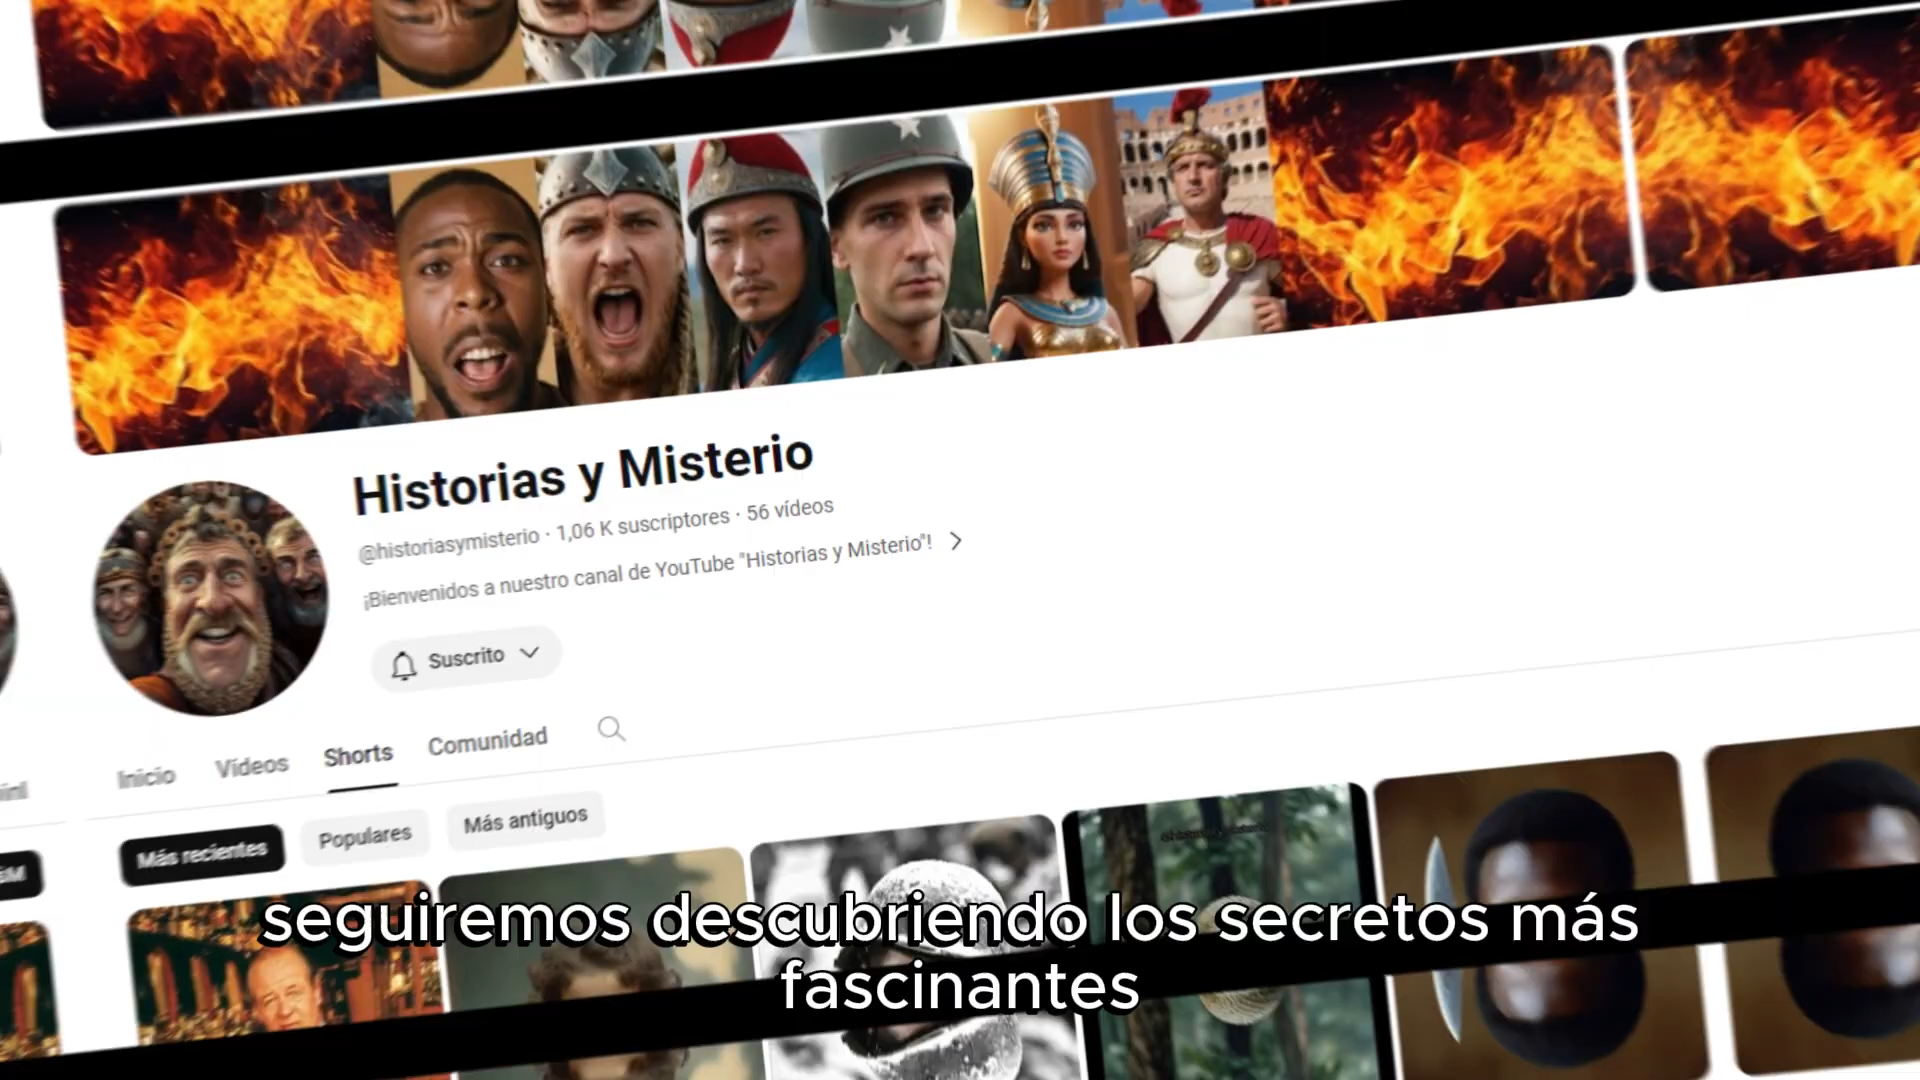 Historias y Misterio
@historiasymisterio · 1,06 K suscriptores · 56 vídeos
¡Bienvenidos a nuestro canal de YouTube "Historias y Misterio"!
Suscrito
Inicio Vídeos Shorts Comunidad
Más recientes Populares Más antiguos
seguiremos descubriendo los secretos más
fascinantes